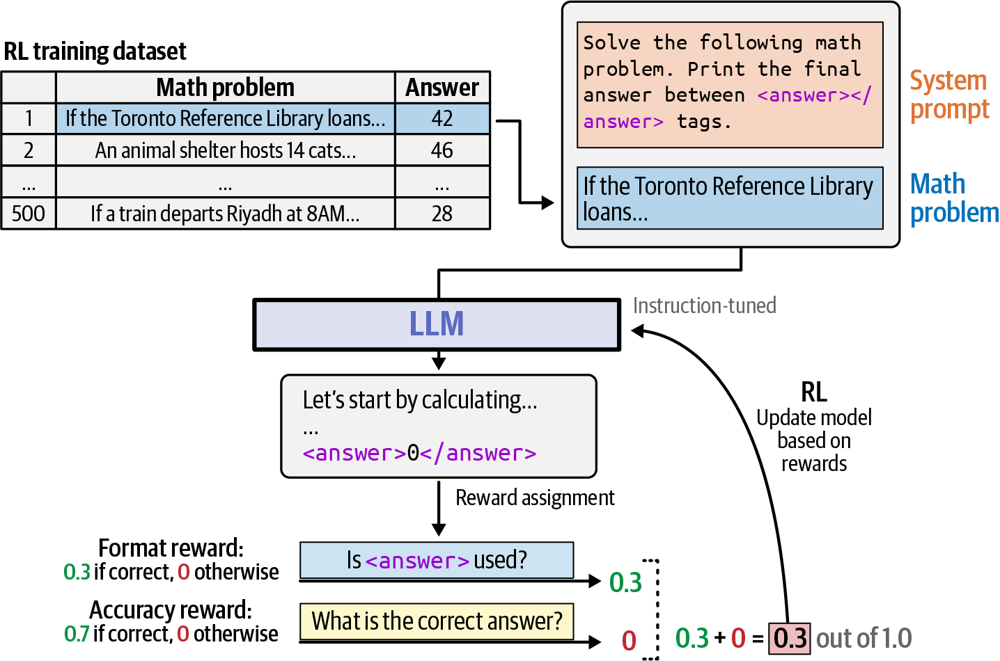 RL training dataset
Math problem Answer
1 If the Toronto Reference Library loans... 42
2 An animal shelter hosts 14 cats... 46
... ... ...
500 If a train departs Riyadh at 8AM... 28
Solve the following math
problem. Print the final
answer between <answer></
answer> tags.
System
prompt
If the Toronto Reference Library
loans...
Math
problem
LLM
Instruction-tuned
Let's start by calculating...
...
<answer>0</answer>
RL
Update model
based on
rewards
Reward assignment
Format reward:
0.3 if correct, 0 otherwise
Is <answer> used?
0.3
Accuracy reward:
0.7 if correct, 0 otherwise
What is the correct answer?
0
0.3 + 0 = 0.3 out of 1.0